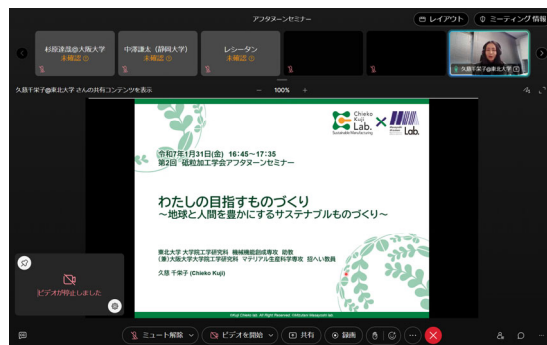 アフタヌーンセミナー
レイアウト
ミーティング情報
杉原達哉@大阪大学
未確認
中澤謙太（静岡大学）
未確認
レシータン
未確認
久慈千栄子@東北大学
久慈千栄子@東北大学 さんの共有コンテンツを表示
100%
Chieko
Kuji
Lab.
Sustainable Manufacturing
×
Lab.
令和7年1月31日(金) 16:45～17:35
第2回 砥粒加工学会アフタヌーンセミナー
わたしの目指すものづくり
～地球と人間を豊かにするサステナブルものづくり～
東北大学 大学院工学研究科 機械機能創成専攻 助教
(兼)大阪大学大学院工学研究科 マテリアル生産科学専攻 招へい教員
久慈 千栄子 (Chieko Kuji)
ビデオが停止しました
ミュート解除
ビデオを開始
共有
録画